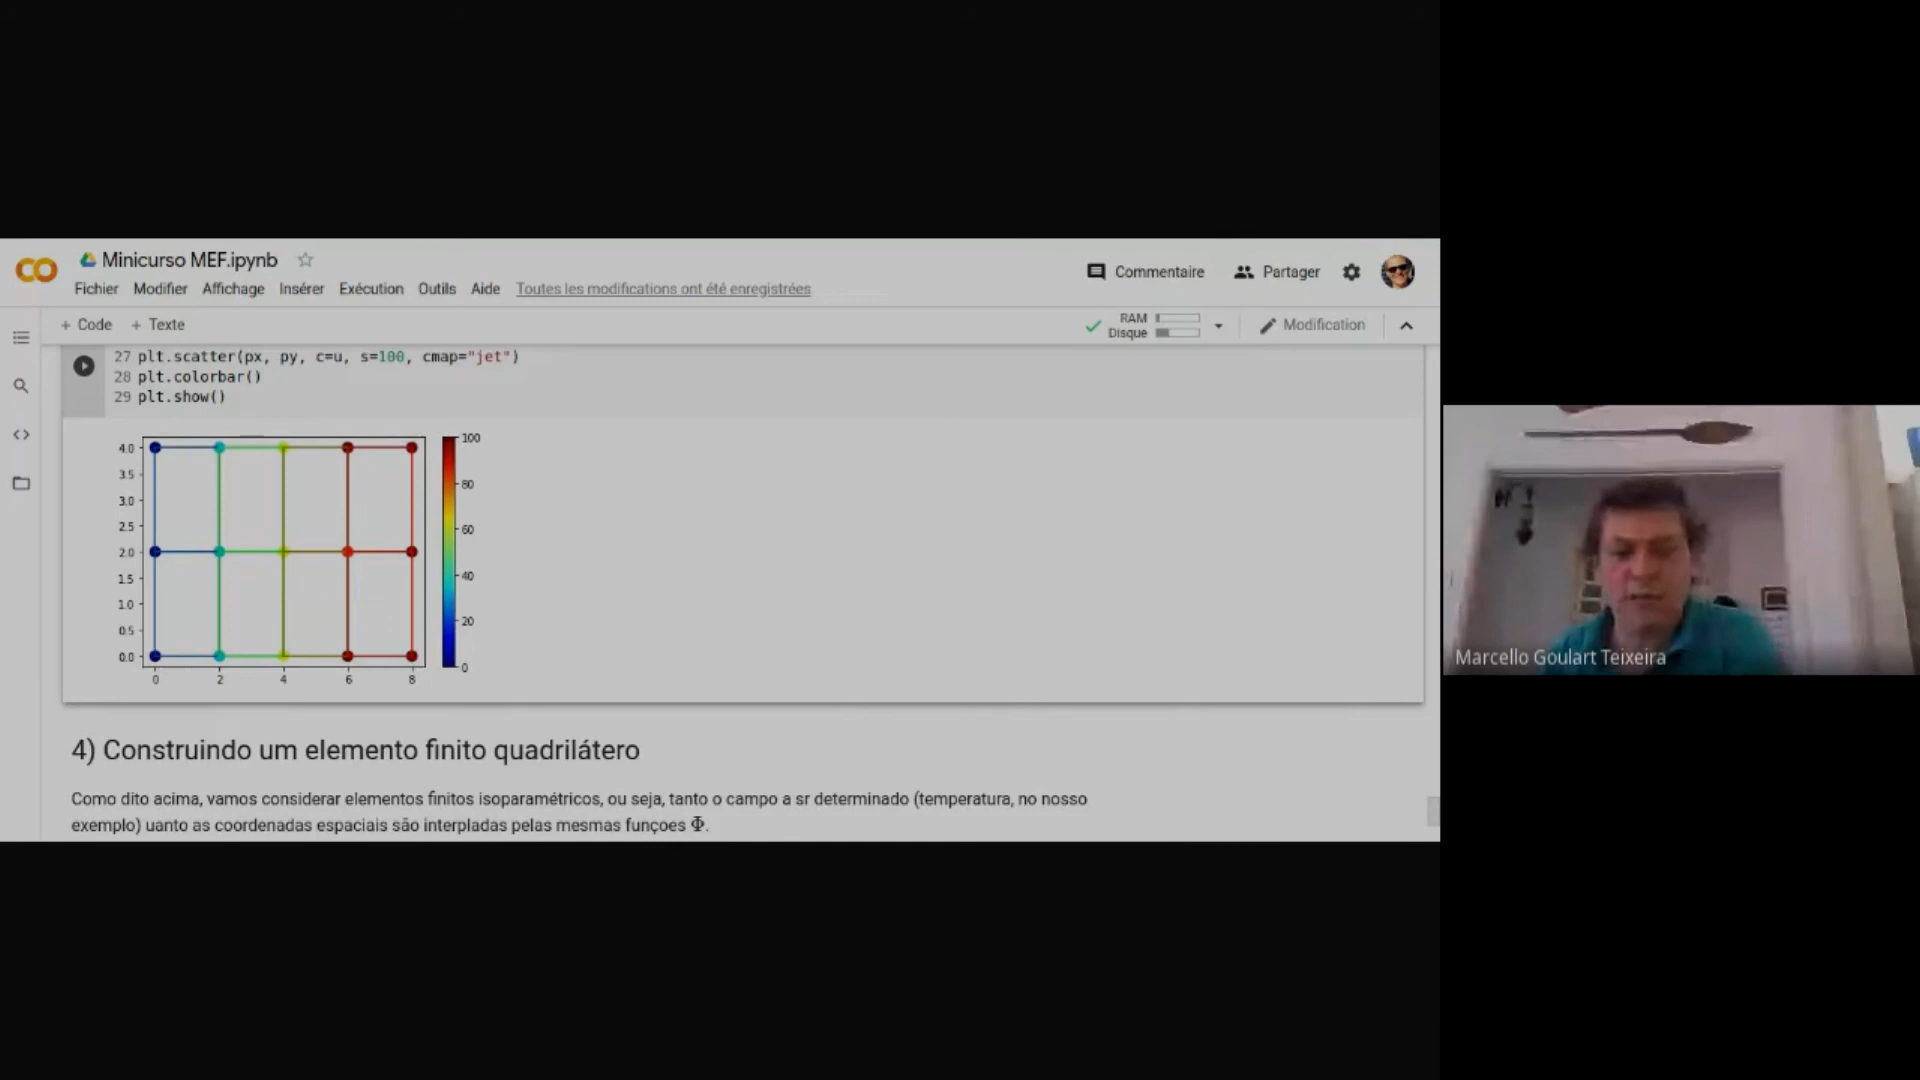 Minicurso MEF.ipynb
Fichier Modifier Affichage Insérer Exécution Outils Aide Toutes les modifications ont été enregistrées
Commentaire Partager
+ Code + Texte
RAM
Disque
Modification
27 plt.scatter(px, py, c=u, s=100, cmap="jet")
28 plt.colorbar()
29 plt.show()
4.0
3.5
3.0
2.5
2.0
1.5
1.0
0.5
0.0
0 2 4 6 8
100
80
60
40
20
0
4) Construindo um elemento finito quadrilátero
Como dito acima, vamos considerar elementos finitos isoparamétricos, ou seja, tanto o campo a sr determinado (temperatura, no nosso
exemplo) uanto as coordenadas espaciais são interpladas pelas mesmas funçoes Φ.
Marcello Goulart Teixeira